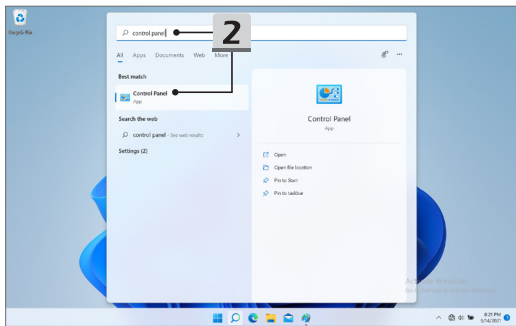 Recycle Bin
control panel
2
All Apps Documents Web More
...
Best match
Control Panel
App
Search the web
control panel - See web results
Settings (2)
Control Panel
App
Open
Open file location
Pin to Start
Pin to taskbar
Activate Windows
8:21 PM
5/14/2021